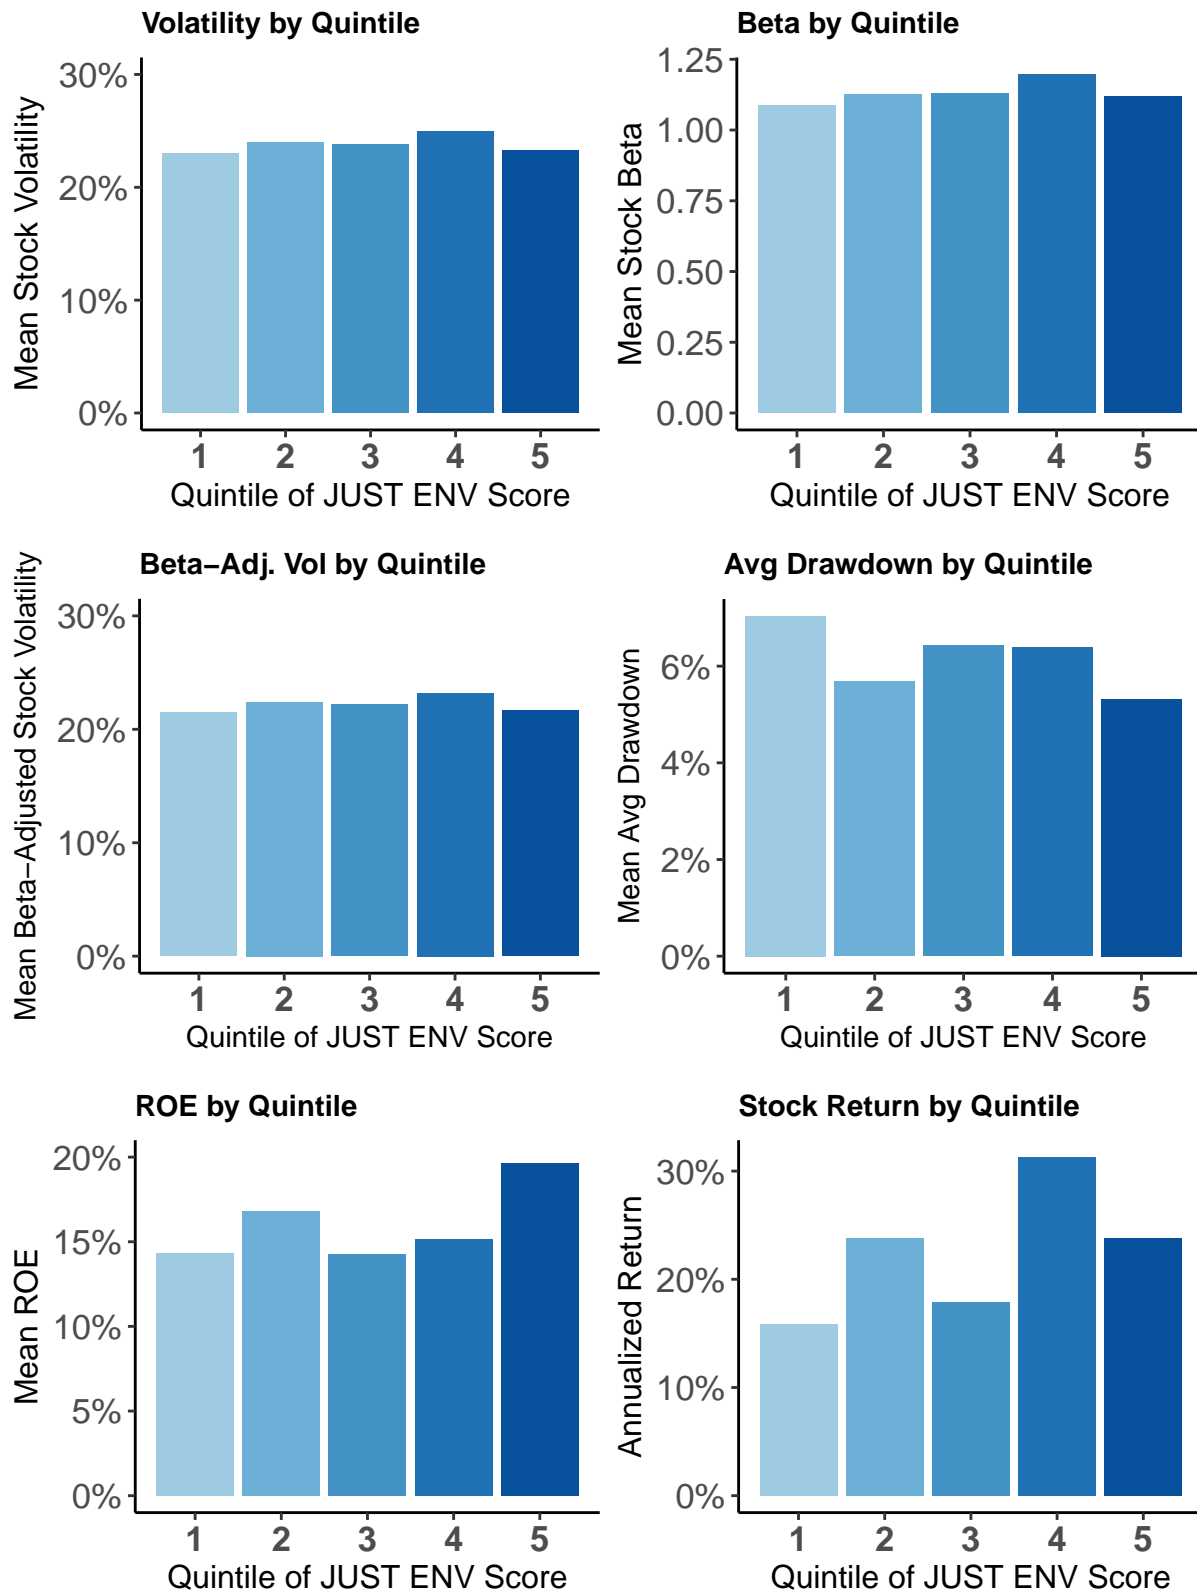 Volatility by Quintile
Mean Stock Volatility
30%
20%
10%
0%
1 2 3 4 5
Quintile of JUST ENV Score
Beta by Quintile
Mean Stock Beta
1.25
1.00
0.75
0.50
0.25
0.00
1 2 3 4 5
Quintile of JUST ENV Score
Beta−Adj. Vol by Quintile
Mean Beta−Adjusted Stock Volatility
30%
20%
10%
0%
1 2 3 4 5
Quintile of JUST ENV Score
Avg Drawdown by Quintile
Mean Avg Drawdown
6%
4%
2%
0%
1 2 3 4 5
Quintile of JUST ENV Score
ROE by Quintile
Mean ROE
20%
15%
10%
5%
0%
1 2 3 4 5
Quintile of JUST ENV Score
Stock Return by Quintile
Annualized Return
30%
20%
10%
0%
1 2 3 4 5
Quintile of JUST ENV Score